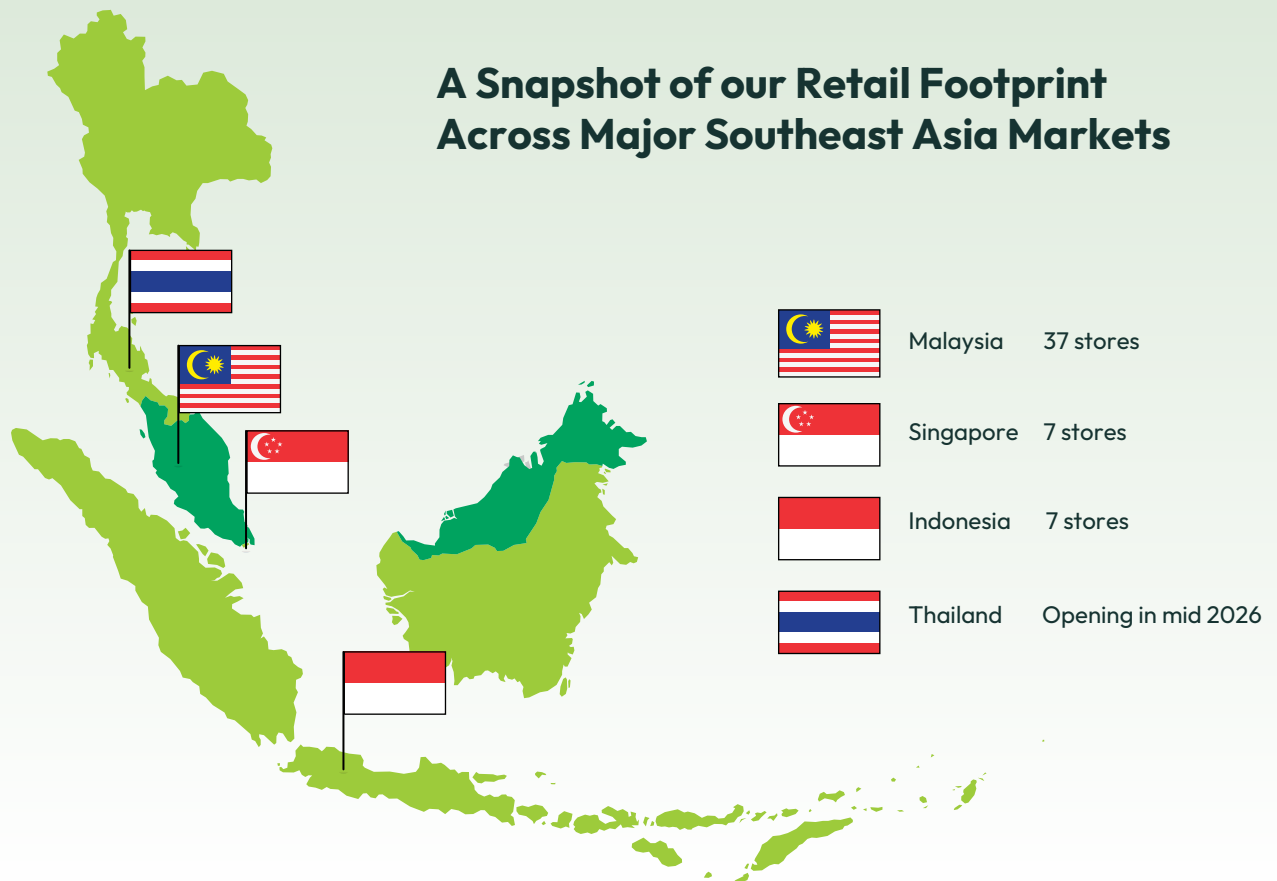 A Snapshot of our Retail Footprint
Across Major Southeast Asia Markets
Malaysia 37 stores
Singapore 7 stores
Indonesia 7 stores
Thailand Opening in mid 2026